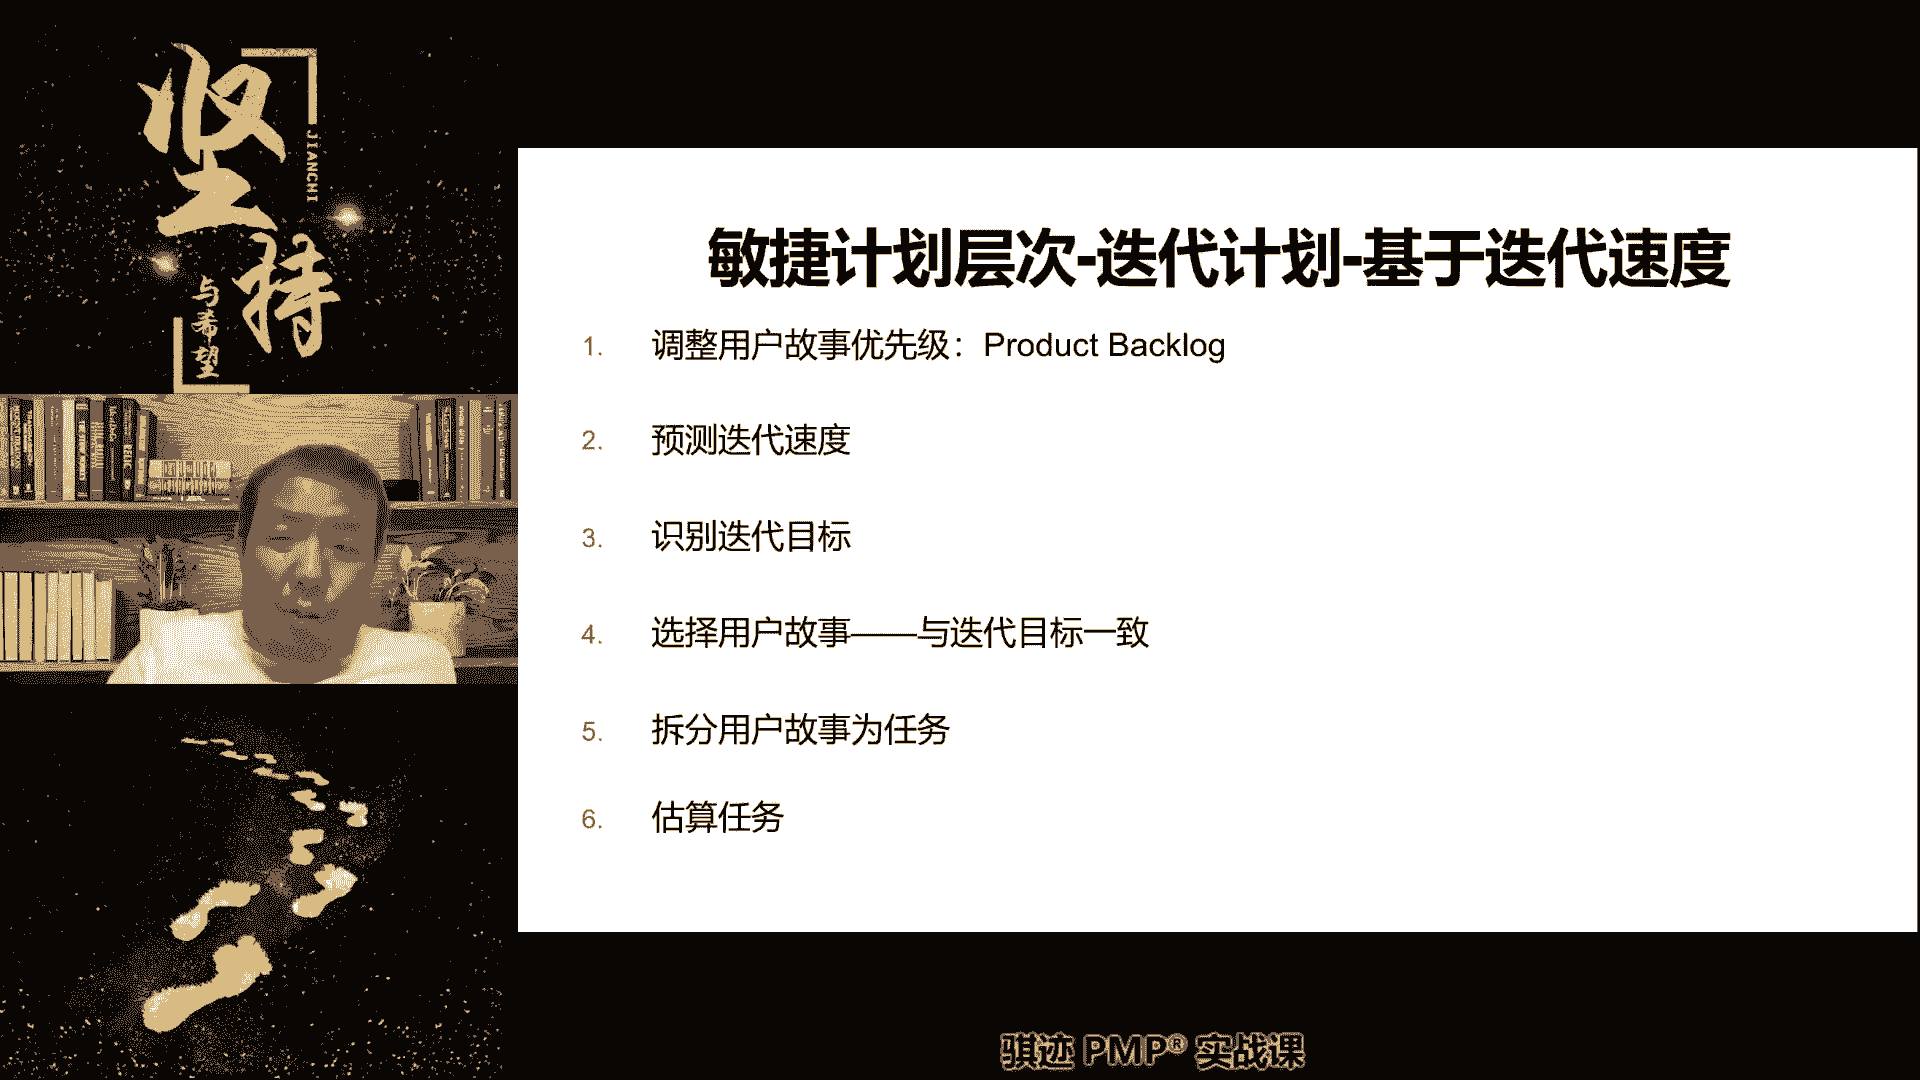 坚持
JIANCHI
与希望
敏捷计划层次-迭代计划-基于迭代速度
1. 调整用户故事优先级：Product Backlog
2. 预测迭代速度
3. 识别迭代目标
4. 选择用户故事——与迭代目标一致
5. 拆分用户故事为任务
6. 估算任务
骐迹 PMP® 实战课